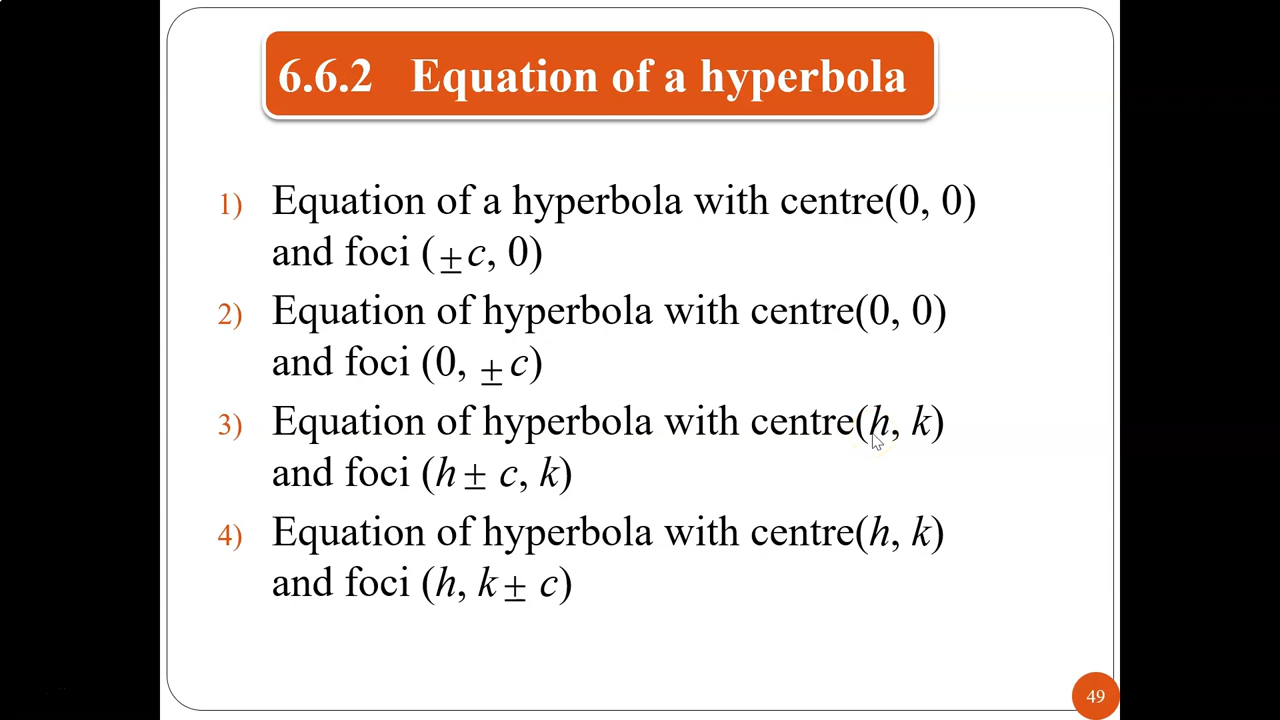 6.6.2 Equation of a hyperbola
1) Equation of a hyperbola with centre(0, 0)
and foci (±c, 0)
2) Equation of hyperbola with centre(0, 0)
and foci (0, ±c)
3) Equation of hyperbola with centre(h, k)
and foci (h ± c, k)
4) Equation of hyperbola with centre(h, k)
and foci (h, k ± c)
49